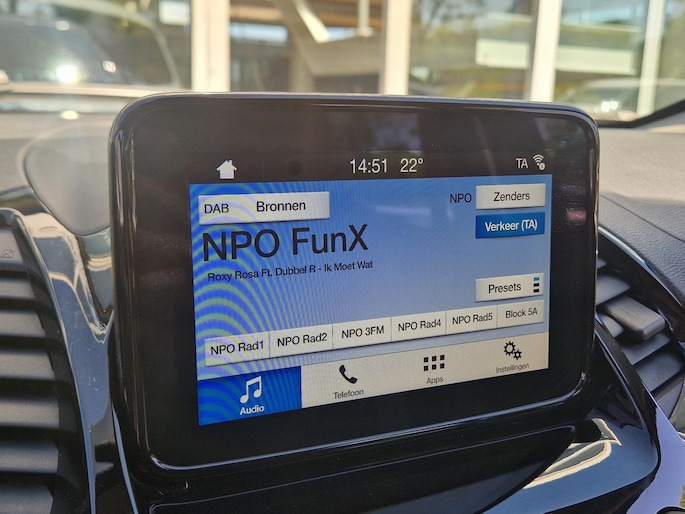 14:51 22° TA
DAB Bronnen NPO Zenders
Verkeer (TA)
NPO FunX
Roxy Rosa Ft. Dubbel R - Ik Moet Wat
Presets
NPO Rad1 NPO Rad2 NPO 3FM NPO Rad4 NPO Rad5 Block 5A
Audio Telefoon Apps Instellingen